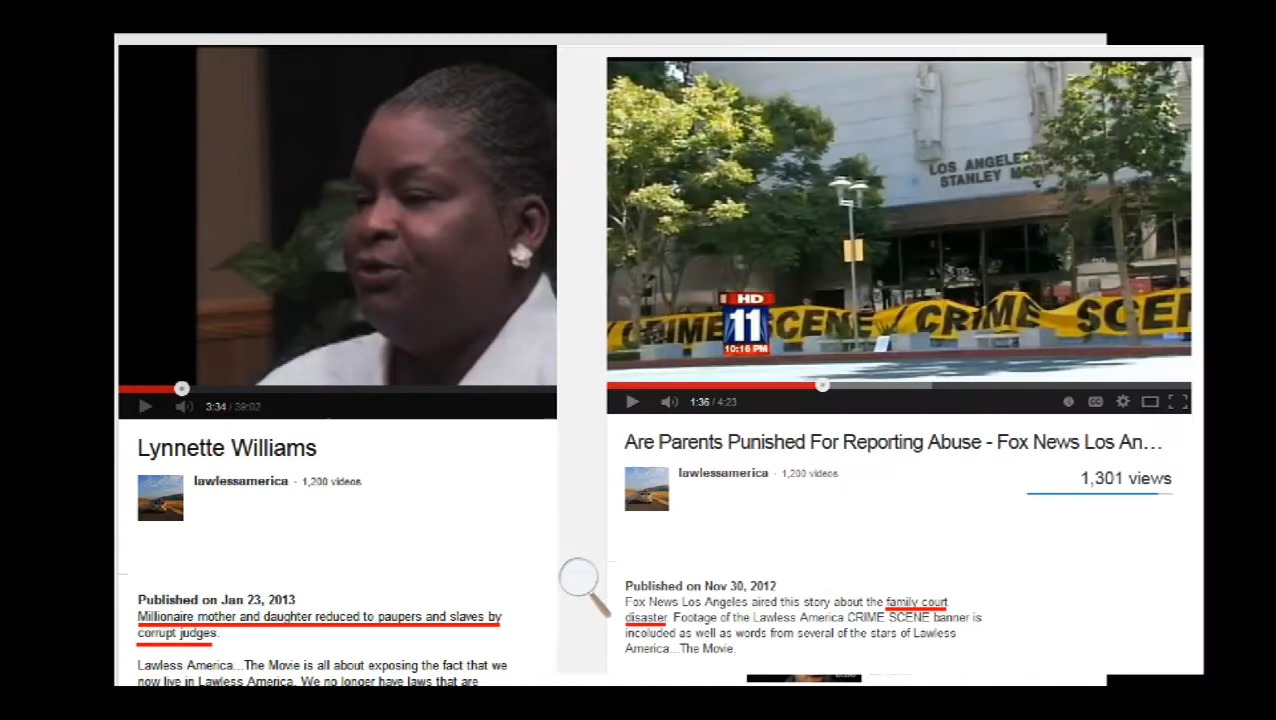 3:34 / 39:02
Lynnette Williams
lawlessamerica · 1,200 videos
Published on Jan 23, 2013
Millionaire mother and daughter reduced to paupers and slaves by
corrupt judges.
Lawless America...The Movie is all about exposing the fact that we
now live in Lawless America. We no longer have laws that are
LOS ANGELES
STANLEY M
110
CRIME SCENE / CRIME SCE
HD
11
10:16 PM
1:36 / 4:23
CC
Are Parents Punished For Reporting Abuse - Fox News Los An...
lawlessamerica · 1,200 videos
1,301 views
Published on Nov 30, 2012
Fox News Los Angeles aired this story about the family court
disaster. Footage of the Lawless America CRIME SCENE banner is
incoluded as well as words from several of the stars of Lawless
America...The Movie.